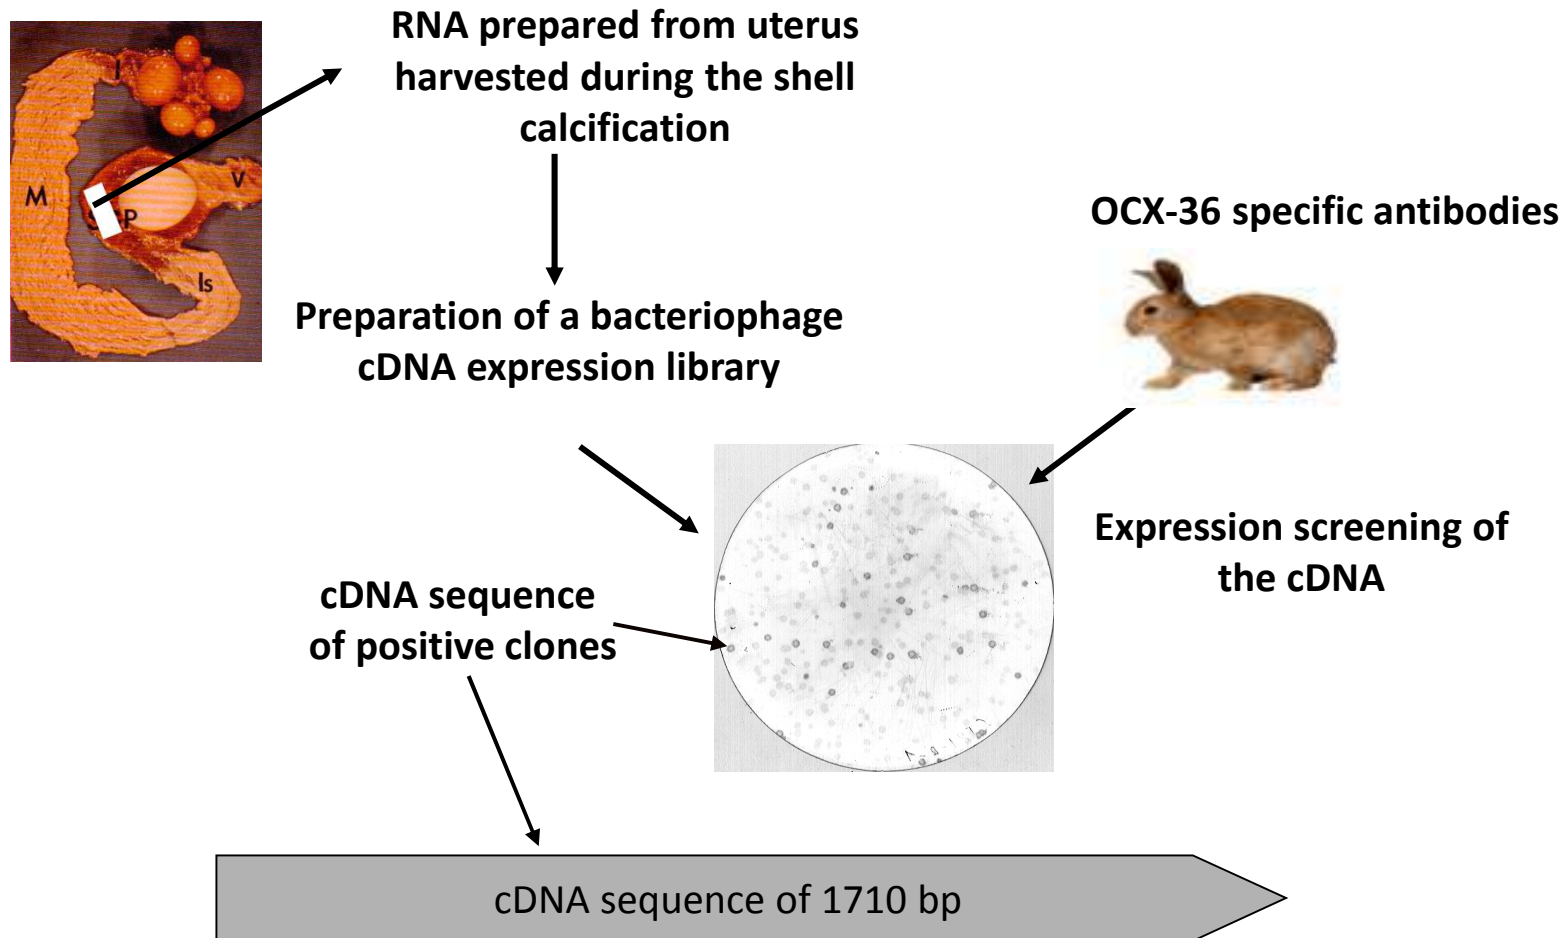 RNA prepared from uterus
harvested during the shell
calcification
I
M
V
P
Is
OCX-36 specific antibodies
Preparation of a bacteriophage
cDNA expression library
Expression screening of
the cDNA
cDNA sequence
of positive clones
cDNA sequence of 1710 bp